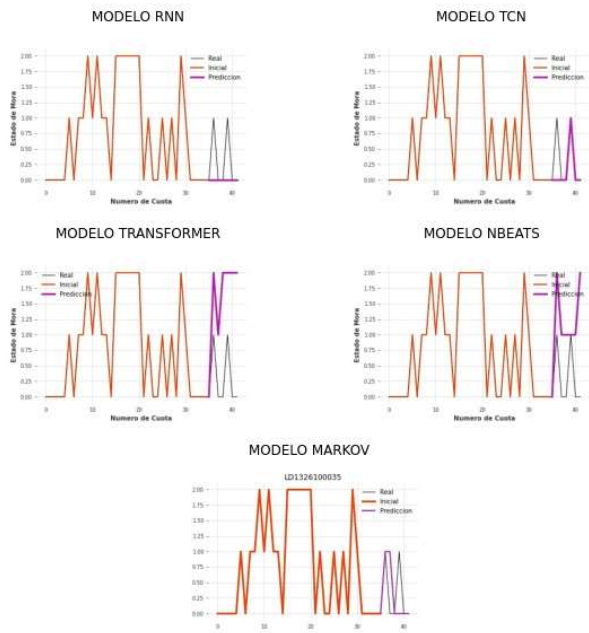 MODELO RNN
MODELO TCN
2.00
1.75
1.50
1.25
1.00
0.75
0.50
0.25
0.00
Estado de Mora
Real
Inicial
Prediccion
0
10
20
30
40
Numero de Cuota
2.00
1.75
1.50
1.25
1.00
0.75
0.50
0.25
0.00
Estado de Mora
Real
Inicial
Prediccion
0
10
20
30
40
Numero de Cuota
MODELO TRANSFORMER
MODELO NBEATS
2.00
1.75
1.50
1.25
1.00
0.75
0.50
0.25
0.00
Estado de Mora
Real
Inicial
Prediccion
0
10
20
30
40
Numero de Cuota
2.00
1.75
1.50
1.25
1.00
0.75
0.50
0.25
0.00
Estado de Mora
Real
Inicial
Prediccion
0
10
20
30
40
Numero de Cuota
MODELO MARKOV
LD1326100035
2.00
1.75
1.50
1.25
1.00
0.75
0.50
0.25
0.00
Real
Inicial
Prediccion
0
10
20
30
40